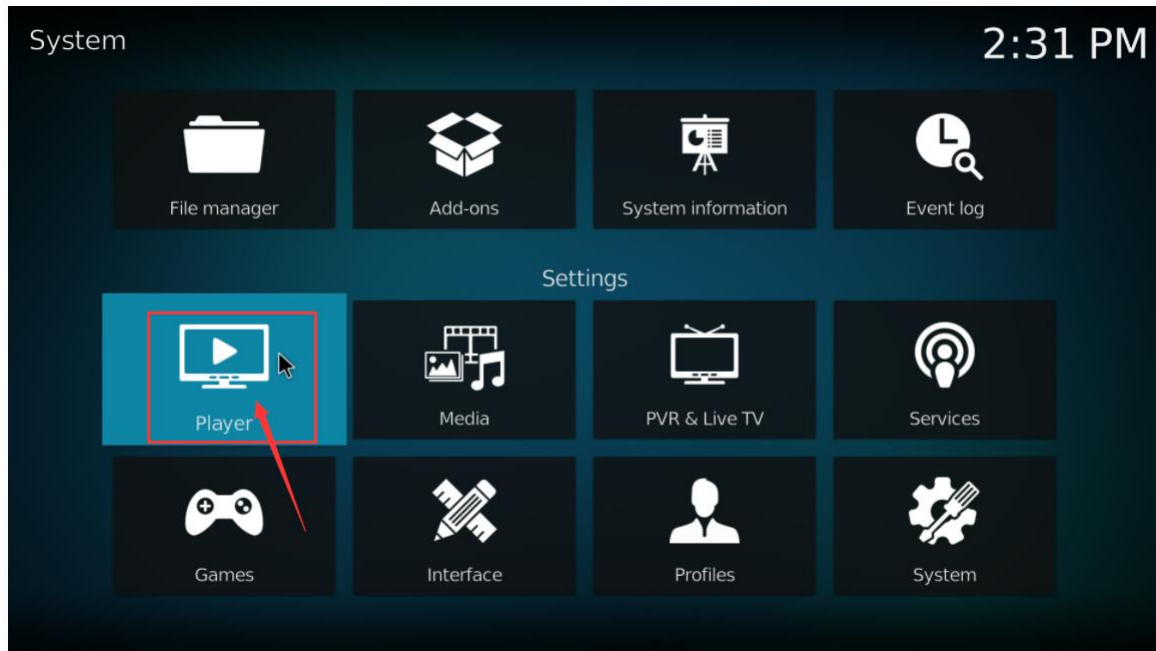 System
2:31 PM
File manager
Add-ons
System information
Event log
Settings
Player
Media
PVR & Live TV
Services
Games
Interface
Profiles
System